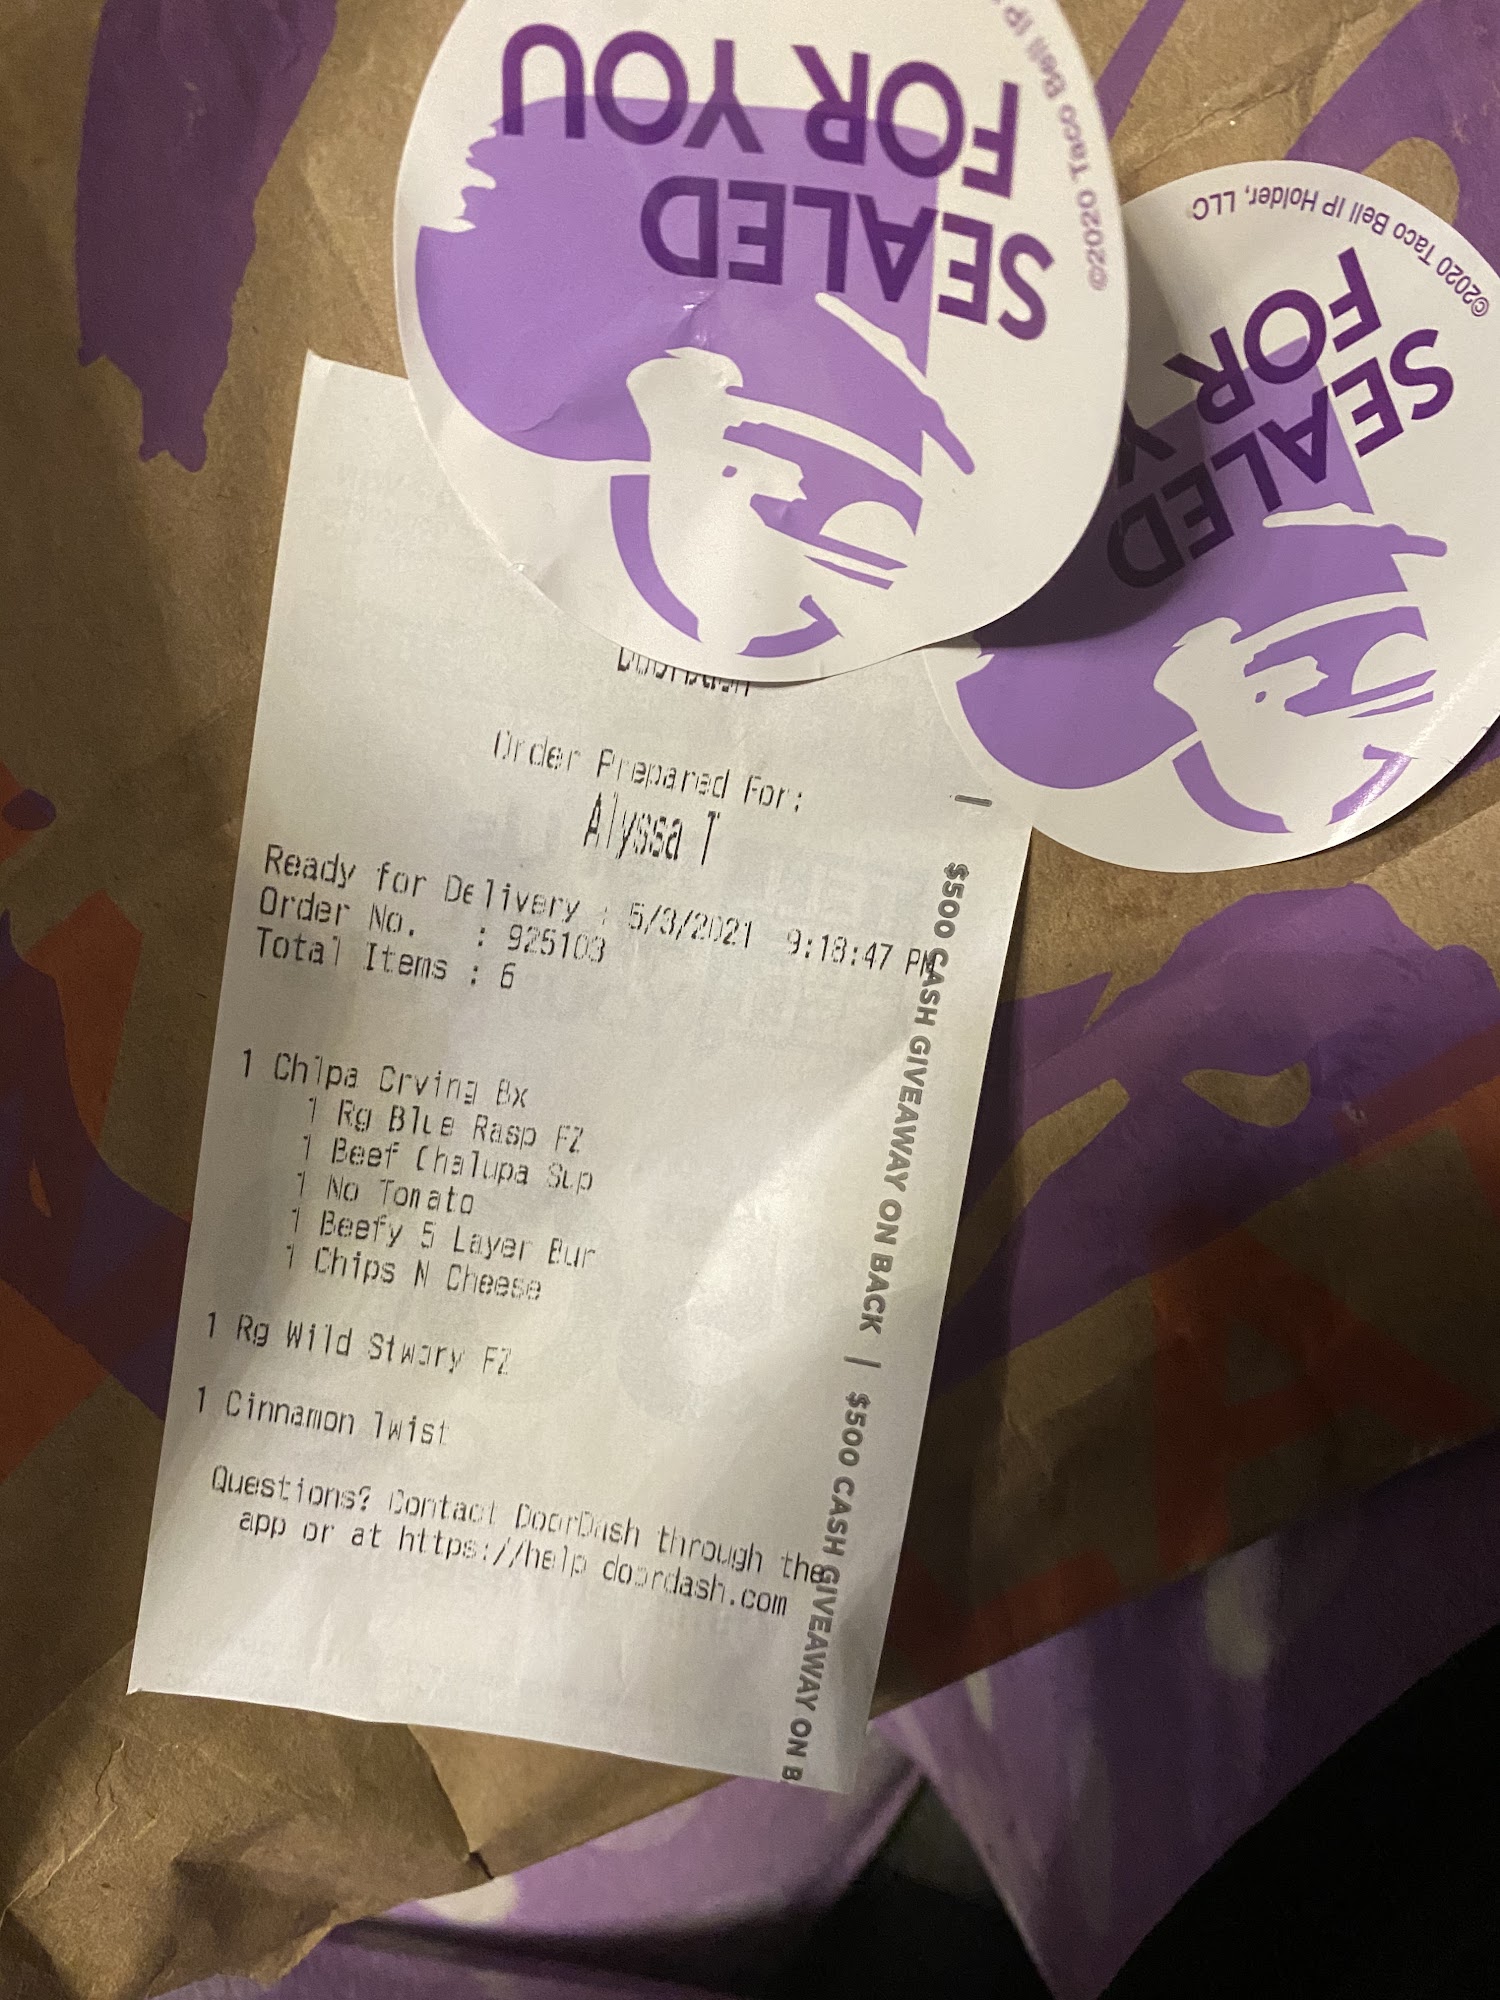 SEALED
FOR YOU
©2020 Taco Bell IP
SEALED
FOR
©2020 Taco Bell IP Holder, LLC
DoorDash
Order Prepared For:
Alyssa T
Ready for Delivery : 5/3/2021 9:18:47 PM
Order No. : 925103
Total Items : 6
1 Chlpa Crving Bx
1 Rg Blue Rasp FZ
1 Beef Chalupa Sup
1 No Tomato
1 Beefy 5 Layer Bur
1 Chips N Cheese
1 Rg Wild Stwbry FZ
1 Cinnamon Twist
Questions? Contact DoorDash through the
app or at https://help.doordash.com
| $500 CASH GIVEAWAY ON BACK | $500 CASH GIVEAWAY ON B